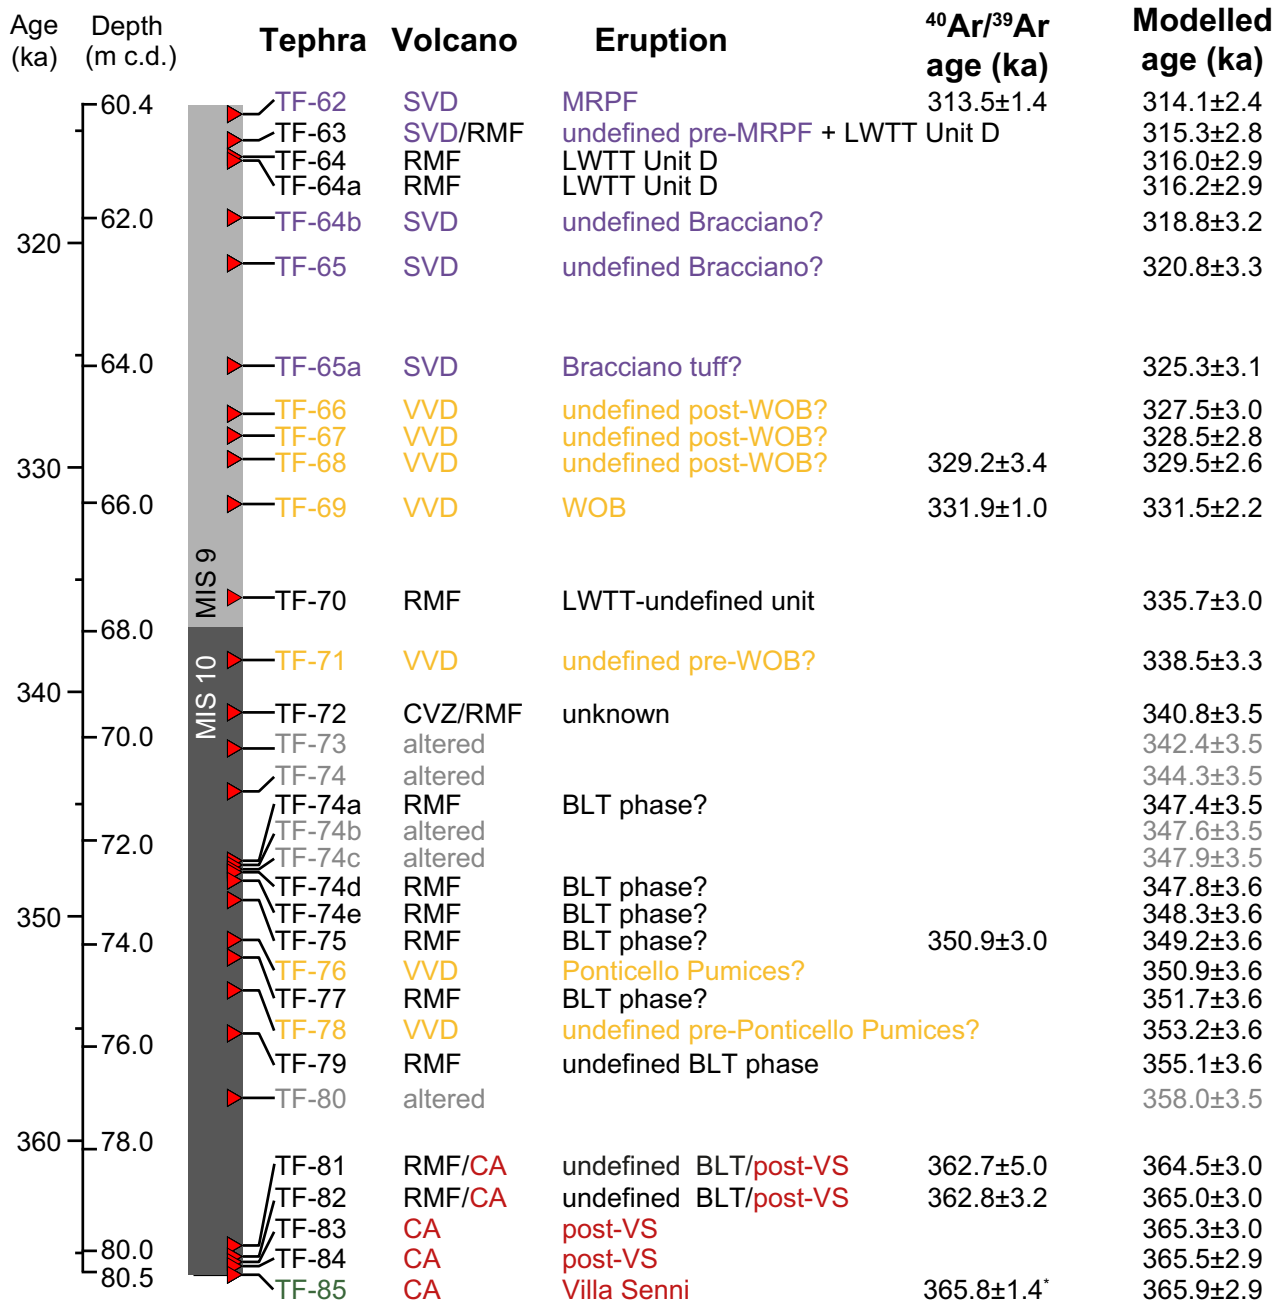 Age (ka) Depth (m c.d.) Tephra Volcano Eruption ⁴⁰Ar/³⁹Ar age (ka) Modelled age (ka)
60.4 TF-62 SVD MRPF 313.5±1.4 314.1±2.4
TF-63 SVD/RMF undefined pre-MRPF + LWTT Unit D 315.3±2.8
TF-64 RMF LWTT Unit D 316.0±2.9
TF-64a RMF LWTT Unit D 316.2±2.9
62.0 TF-64b SVD undefined Bracciano? 318.8±3.2
320
TF-65 SVD undefined Bracciano? 320.8±3.3
64.0 TF-65a SVD Bracciano tuff? 325.3±3.1
TF-66 VVD undefined post-WOB? 327.5±3.0
TF-67 VVD undefined post-WOB? 328.5±2.8
330 TF-68 VVD undefined post-WOB? 329.2±3.4 329.5±2.6
66.0 TF-69 VVD WOB 331.9±1.0 331.5±2.2
MIS 9
TF-70 RMF LWTT-undefined unit 335.7±3.0
68.0
TF-71 VVD undefined pre-WOB? 338.5±3.3
340
MIS 10
TF-72 CVZ/RMF unknown 340.8±3.5
70.0 TF-73 altered 342.4±3.5
TF-74 altered 344.3±3.5
TF-74a RMF BLT phase? 347.4±3.5
TF-74b altered 347.6±3.5
72.0 TF-74c altered 347.9±3.5
TF-74d RMF BLT phase? 347.8±3.6
350 TF-74e RMF BLT phase? 348.3±3.6
74.0 TF-75 RMF BLT phase? 350.9±3.0 349.2±3.6
TF-76 VVD Ponticello Pumices? 350.9±3.6
TF-77 RMF BLT phase? 351.7±3.6
TF-78 VVD undefined pre-Ponticello Pumices? 353.2±3.6
76.0
TF-79 RMF undefined BLT phase 355.1±3.6
TF-80 altered 358.0±3.5
360 78.0
TF-81 RMF/CA undefined BLT/post-VS 362.7±5.0 364.5±3.0
TF-82 RMF/CA undefined BLT/post-VS 362.8±3.2 365.0±3.0
TF-83 CA post-VS 365.3±3.0
80.0 TF-84 CA post-VS 365.5±2.9
80.5 TF-85 CA Villa Senni 365.8±1.4* 365.9±2.9